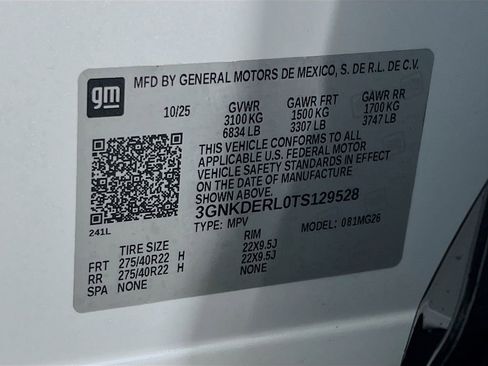 gm
MFD BY GENERAL MOTORS DE MEXICO, S. DE R.L. DE C.V.
10/25 GVWR GAWR FRT GAWR RR
3100 KG 1500 KG 1700 KG
6834 LB 3307 LB 3747 LB
THIS VEHICLE CONFORMS TO ALL
APPLICABLE U.S. FEDERAL MOTOR
VEHICLE SAFETY STANDARDS IN EFFECT
ON THE DATE OF MANUFACTURE
SHOWN ABOVE.
3GNKDERL0TS129528
241L
TYPE: MPV MODEL: 081MG26
TIRE SIZE RIM
FRT 275/40R22 H 22X9.5J
RR 275/40R22 H 22X9.5J
SPA NONE NONE